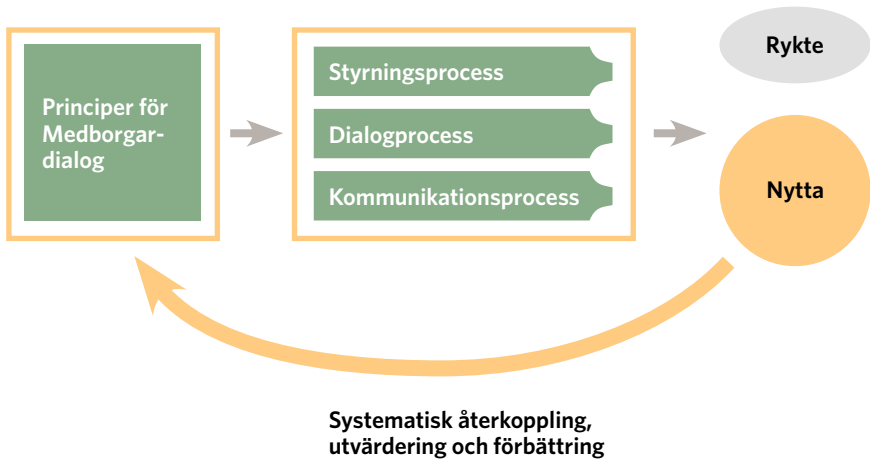 Principer för
Medborgar-
dialog
Styrningsprocess
Dialogprocess
Kommunikationsprocess
Rykte
Nytta
Systematisk återkoppling,
utvärdering och förbättring